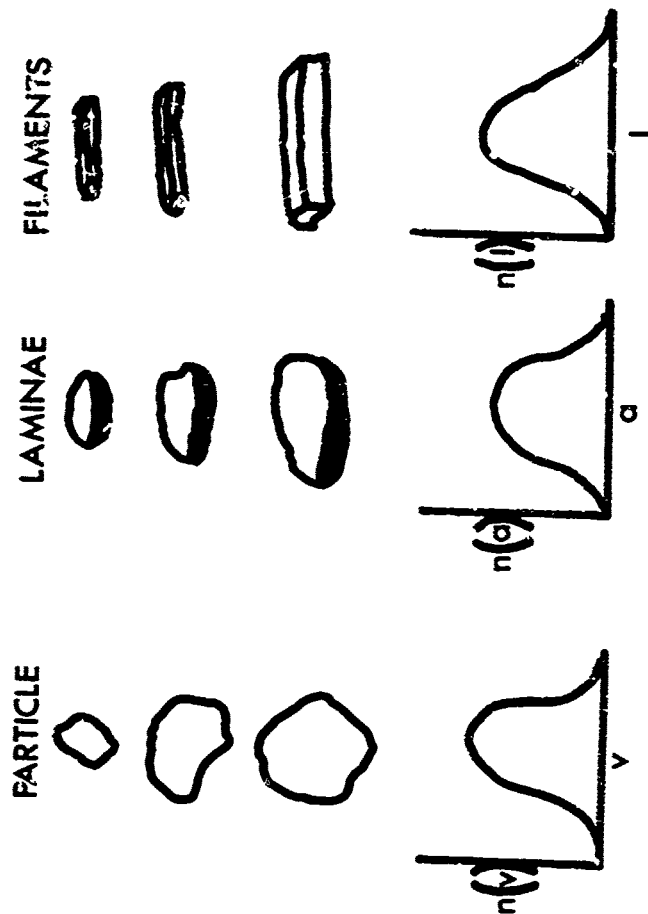 PARTICLE
n(v)
v
LAMINAE
n(a)
a
FILAMENTS
n(l)
l